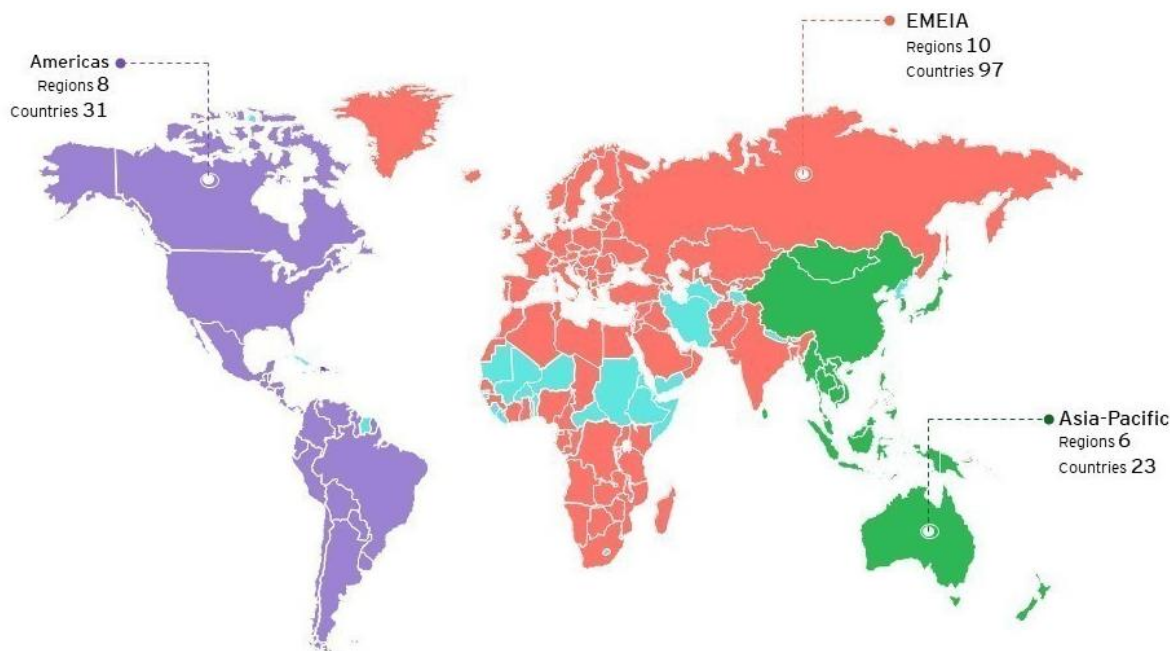 EMEIA
Regions 10
Countries 97
Americas
Regions 8
Countries 31
Asia-Pacific
Regions 6
Countries 23